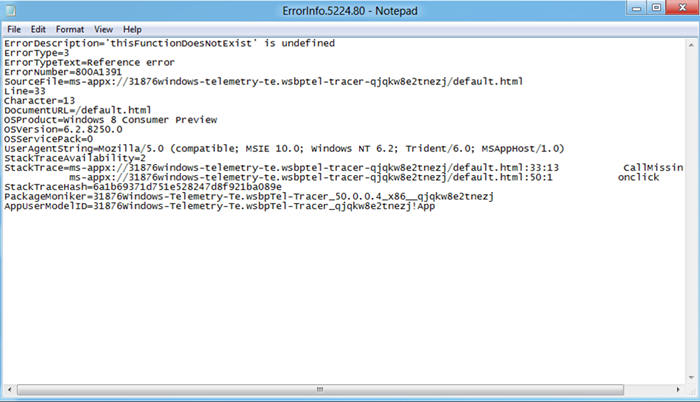 ErrorInfo.5224.80 - Notepad
File Edit Format View Help
ErrorDescription='thisFunctionDoesNotExist' is undefined
ErrorType=3
ErrorTypeText=Reference error
ErrorNumber=800A1391
SourceFile=ms-appx://31876windows-telemetry-te.wsbptel-tracer-qjqkw8e2tnezj/default.html
Line=33
Character=13
DocumentURL=/default.html
OSProduct=Windows 8 Consumer Preview
OSVersion=6.2.8250.0
OSServicePack=0
UserAgentString=Mozilla/5.0 (compatible; MSIE 10.0; Windows NT 6.2; Trident/6.0; MSAppHost/1.0)
StackTraceAvailability=2
StackTrace=ms-appx://31876windows-telemetry-te.wsbptel-tracer-qjqkw8e2tnezj/default.html:33:13 CallMissin
ms-appx://31876windows-telemetry-te.wsbptel-tracer-qjqkw8e2tnezj/default.html:50:1 onclick
StackTraceHash=6a1b69371d751e528247d8f921ba089e
PackageMoniker=31876Windows-Telemetry-Te.wsbpTel-Tracer_50.0.0.4_x86__qjqkw8e2tnezj
AppUserModelID=31876Windows-Telemetry-Te.wsbpTel-Tracer_qjqkw8e2tnezj!App